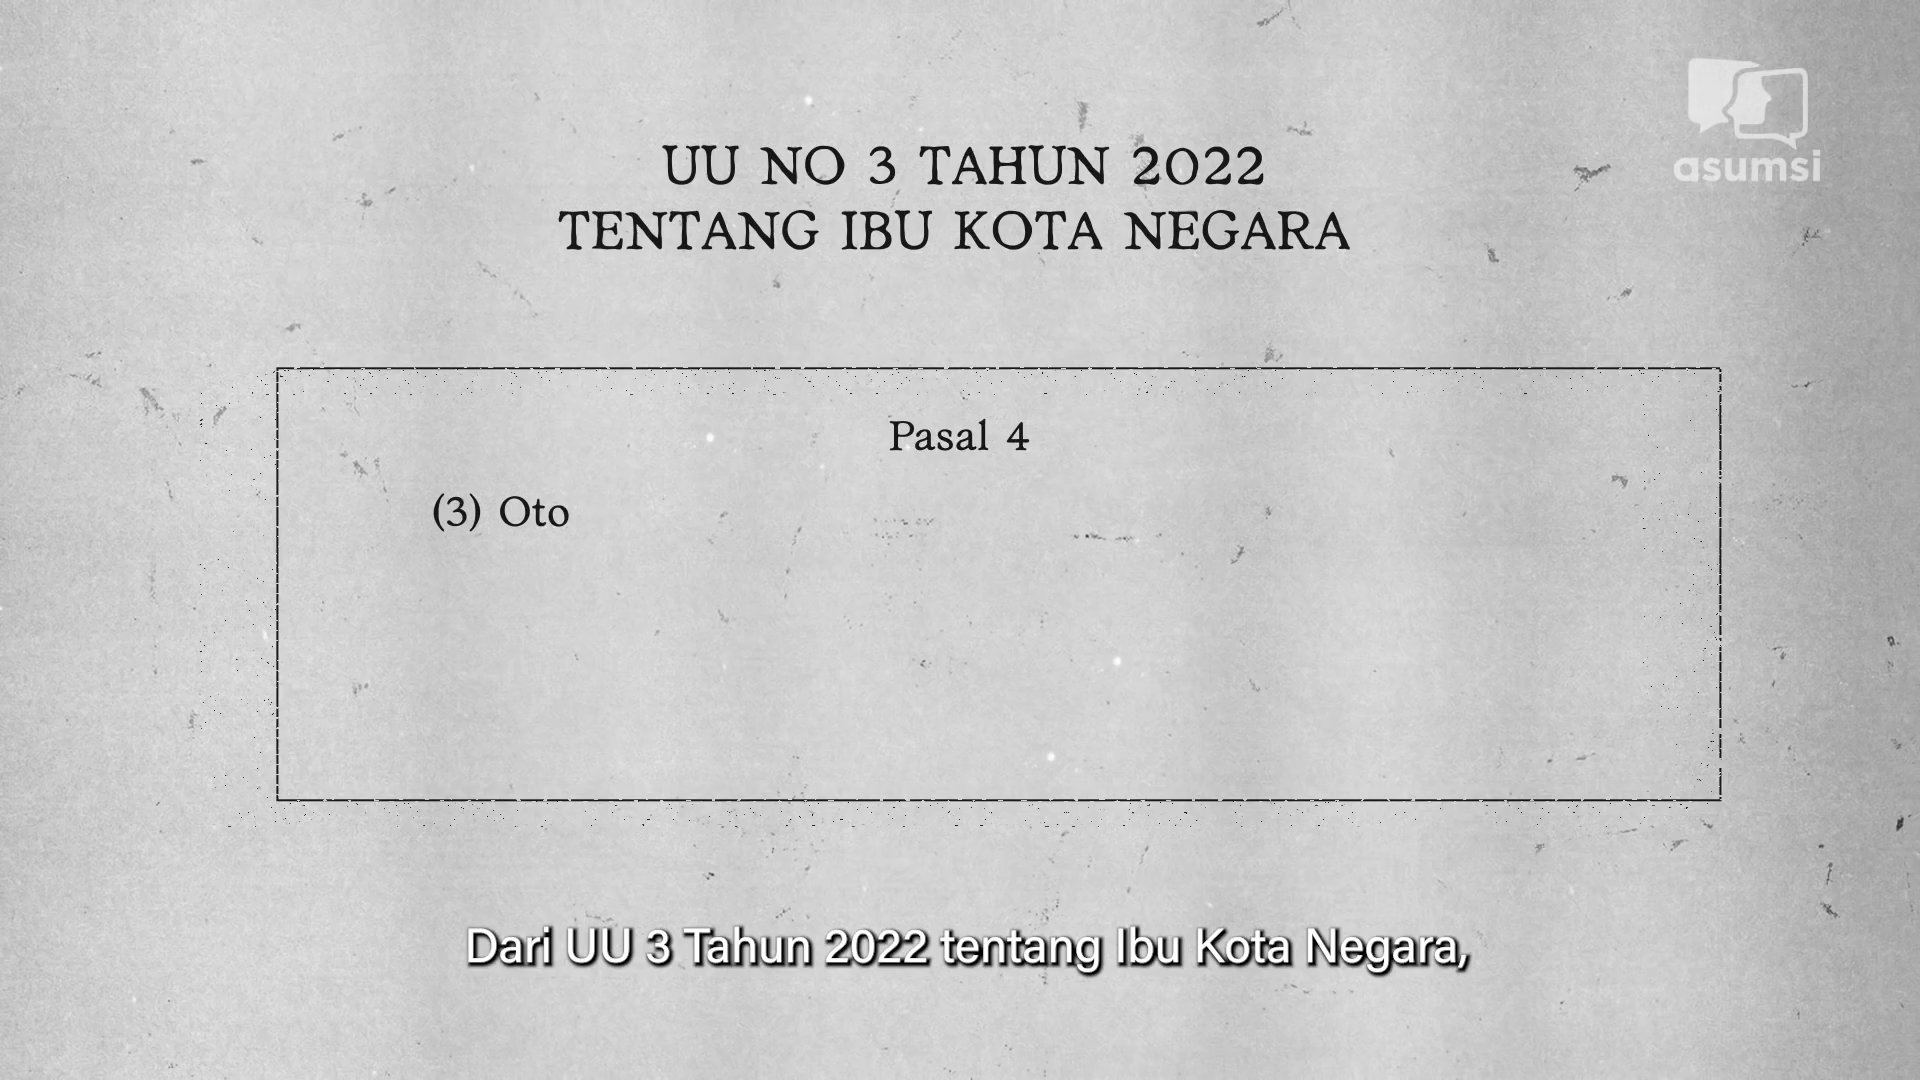 asumsi
UU NO 3 TAHUN 2022
TENTANG IBU KOTA NEGARA
Pasal 4
(3) Oto
Dari UU 3 Tahun 2022 tentang Ibu Kota Negara,